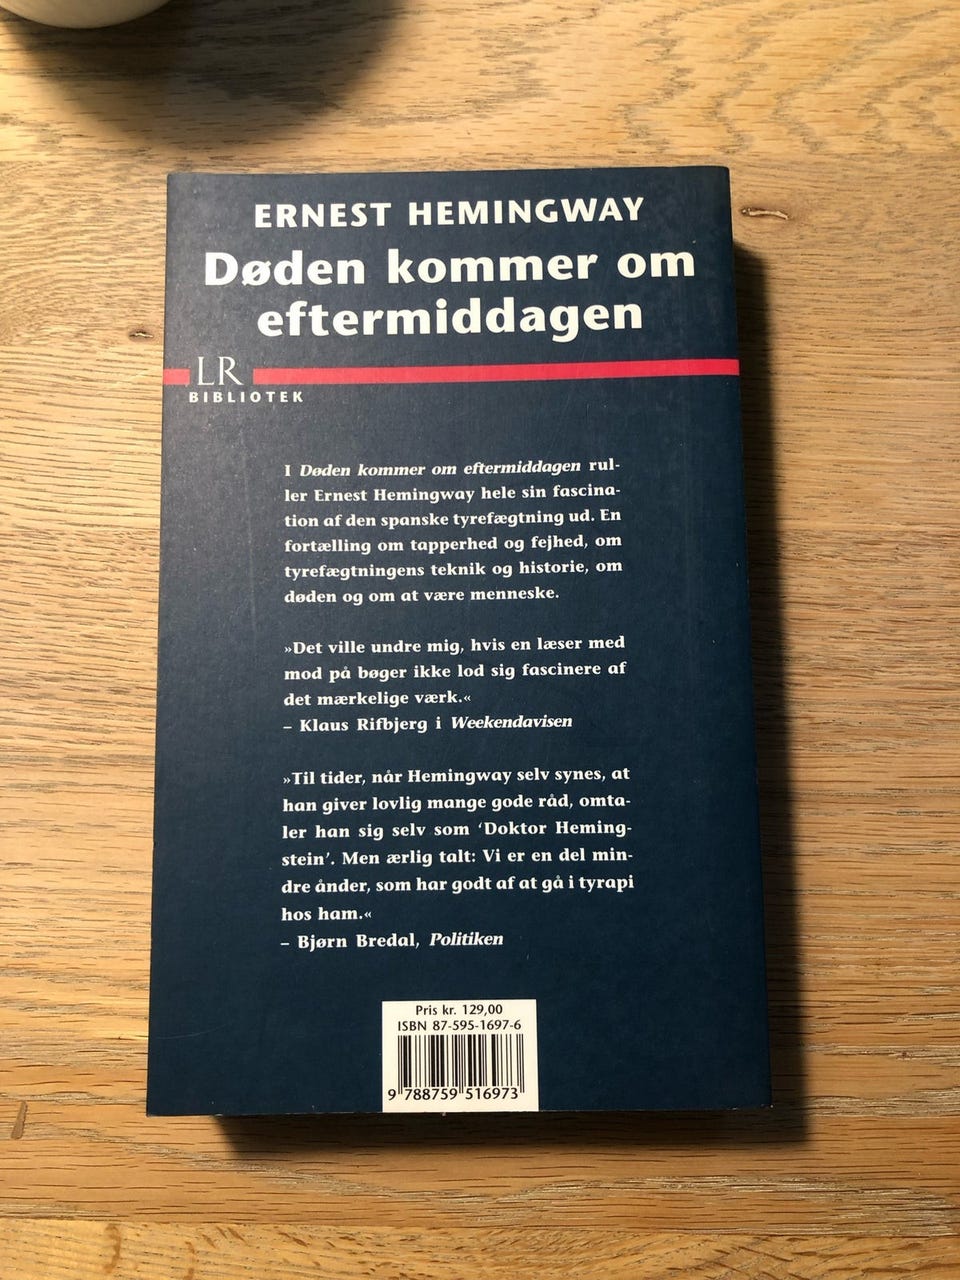 ERNEST HEMINGWAY
Døden kommer om
eftermiddagen
LR
BIBLIOTEK
I Døden kommer om eftermiddagen rul-
ler Ernest Hemingway hele sin fascina-
tion af den spanske tyrefægtning ud. En
fortælling om tapperhed og fejhed, om
tyrefægtningens teknik og historie, om
døden og om at være menneske.
»Det ville undre mig, hvis en læser med
mod på bøger ikke lod sig fascinere af
det mærkelige værk.«
– Klaus Rifbjerg i Weekendavisen
»Til tider, når Hemingway selv synes, at
han giver lovlig mange gode råd, omta-
ler han sig selv som ‘Doktor Heming-
stein’. Men ærlig talt: Vi er en del min-
dre ånder, som har godt af at gå i tyrapi
hos ham.«
– Bjørn Bredal, Politiken
Pris kr. 129,00
ISBN 87-595-1697-6
9 788759 516973